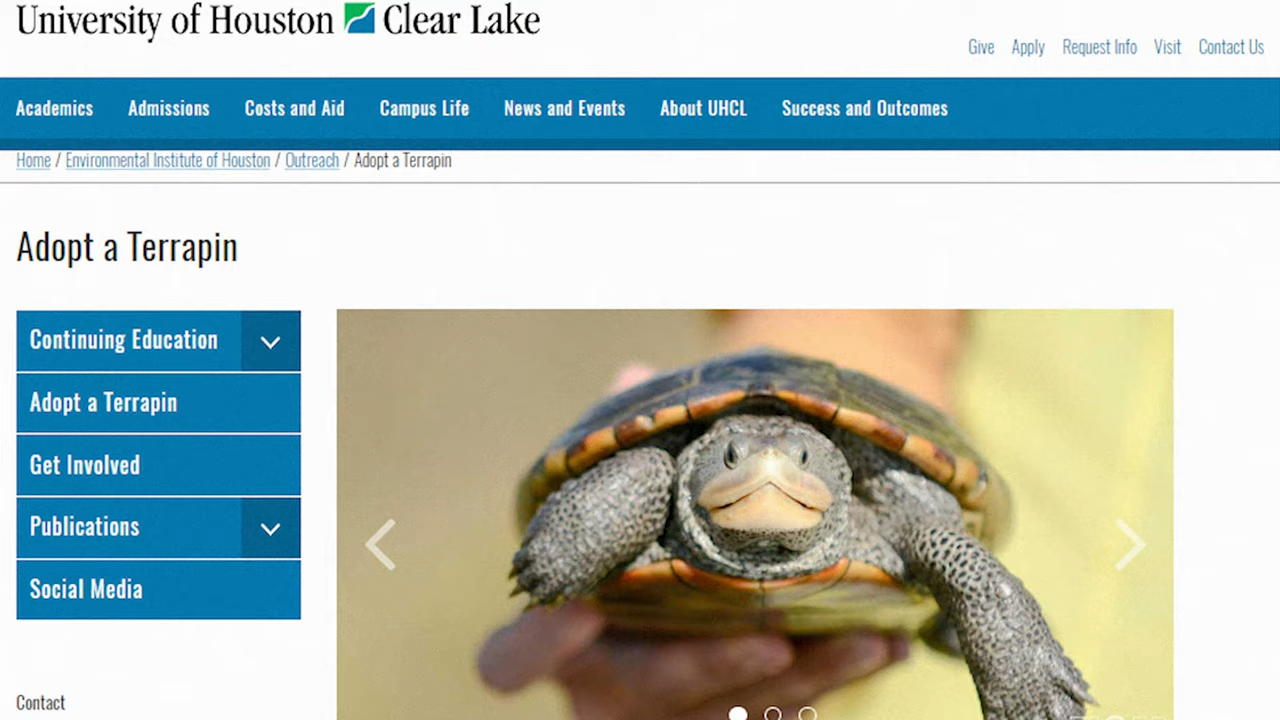 University of Houston Clear Lake
Give Apply Request Info Visit Contact Us
Academics Admissions Costs and Aid Campus Life News and Events About UHCL Success and Outcomes
Home / Environmental Institute of Houston / Outreach / Adopt a Terrapin
Adopt a Terrapin
Continuing Education
Adopt a Terrapin
Get Involved
Publications
Social Media
Contact